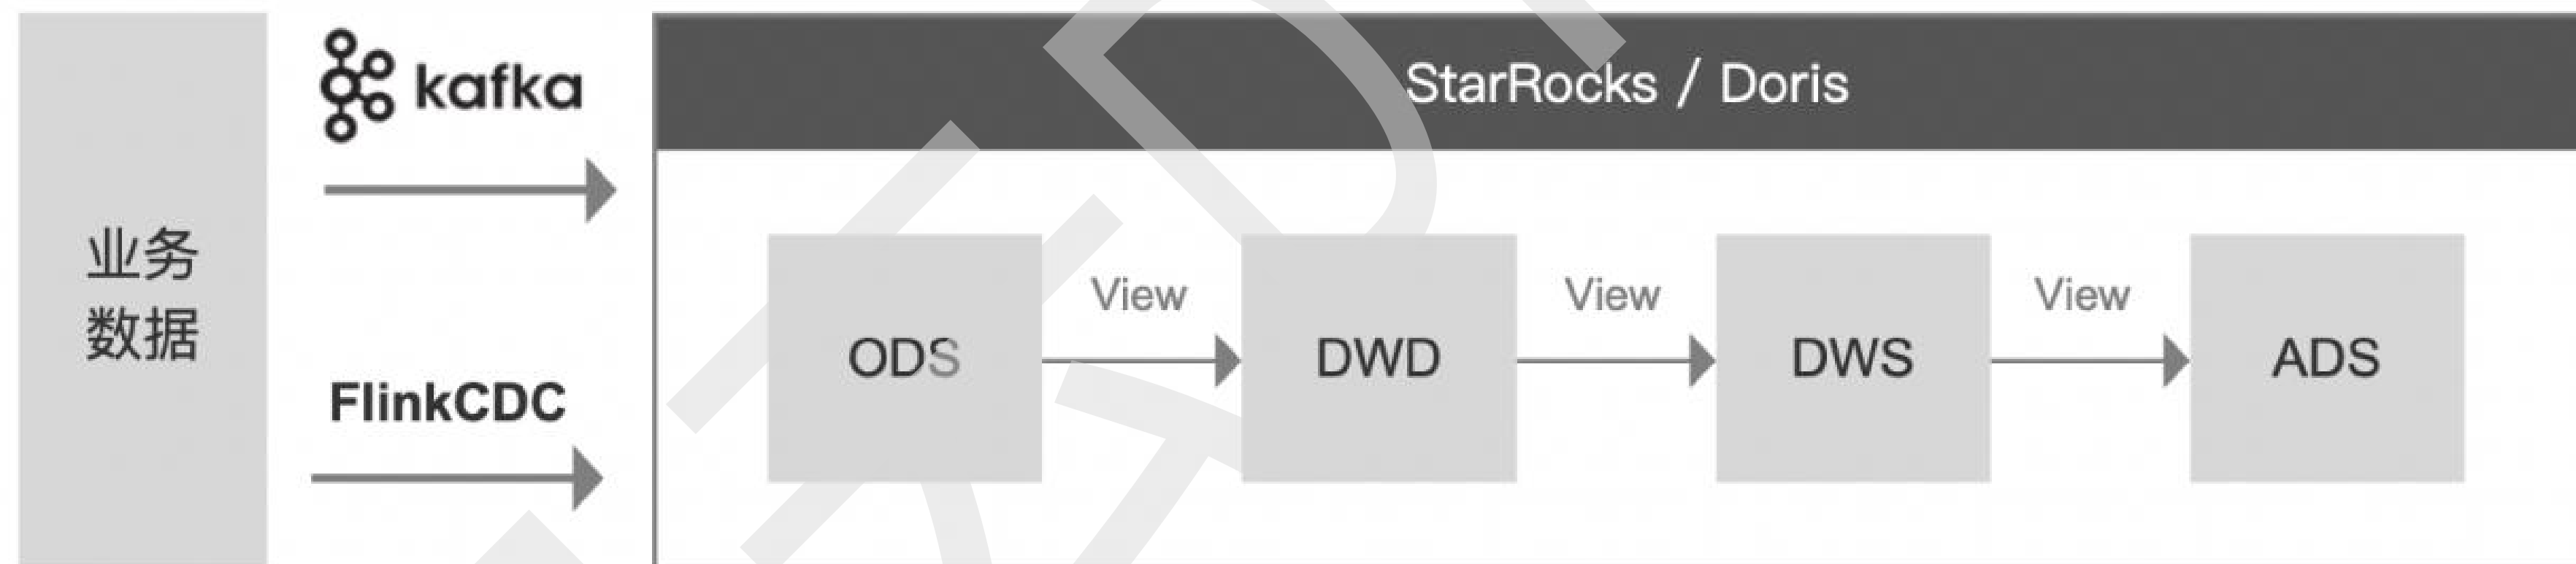 业务
数据
kafka
FlinkCDC
StarRocks / Doris
ODS
View
DWD
View
DWS
View
ADS